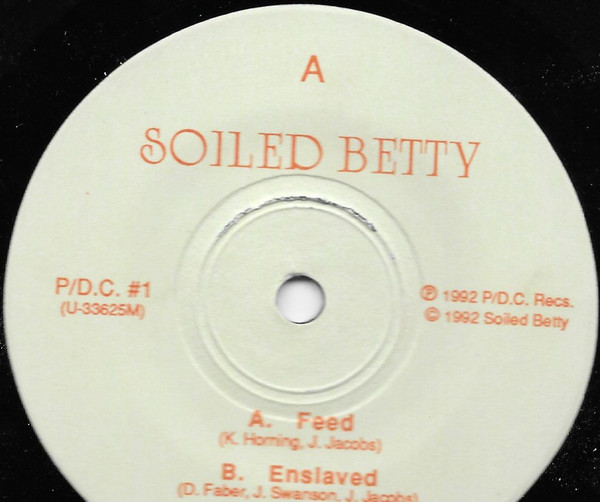 A
SOILED BETTY
P/D.C. #1
(U-33625M)
℗ 1992 P/D.C. Recs.
© 1992 Soiled Betty
A. Feed
(K. Horning, J. Jacobs)
B. Enslaved
(D. Faber, J. Swanson, J. Jacobs)